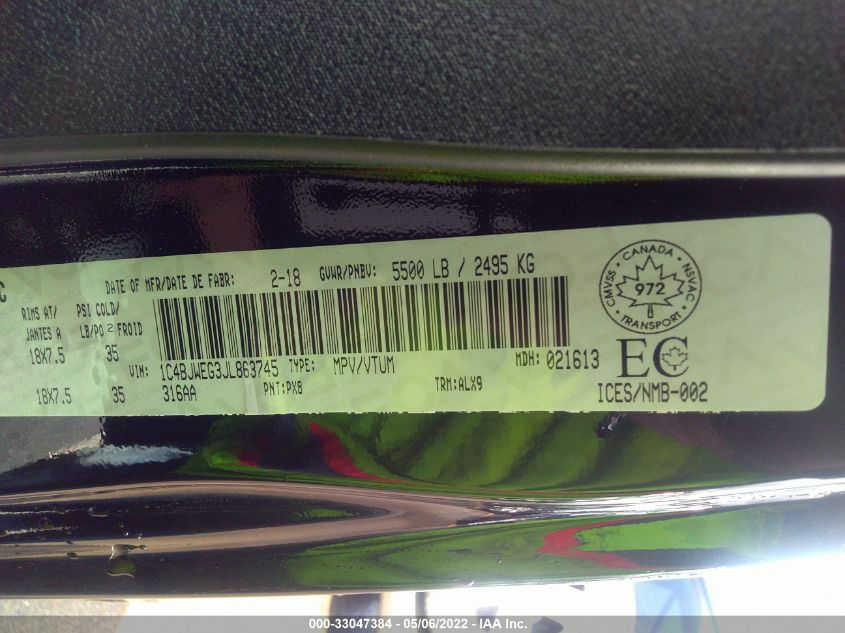 C
DATE OF MFR/DATE DE FABR: 2-18 GVWR/PNBV: 5500 LB / 2495 KG
RIMS AT/ PSI COLD/
JANTES A LB/PO 2 FROID
18X7.5 35
18X7.5 35
VIN: 1C4BJWEG3JL863745 TYPE: MPV/VTUM MDH: 021613
316AA PNT:PX8 TRM:ALX9
CMVSS CANADA NSVAC
972
TRANSPORT
EC
ICES/NMB-002
000-33047384 - 05/06/2022 - IAA Inc.